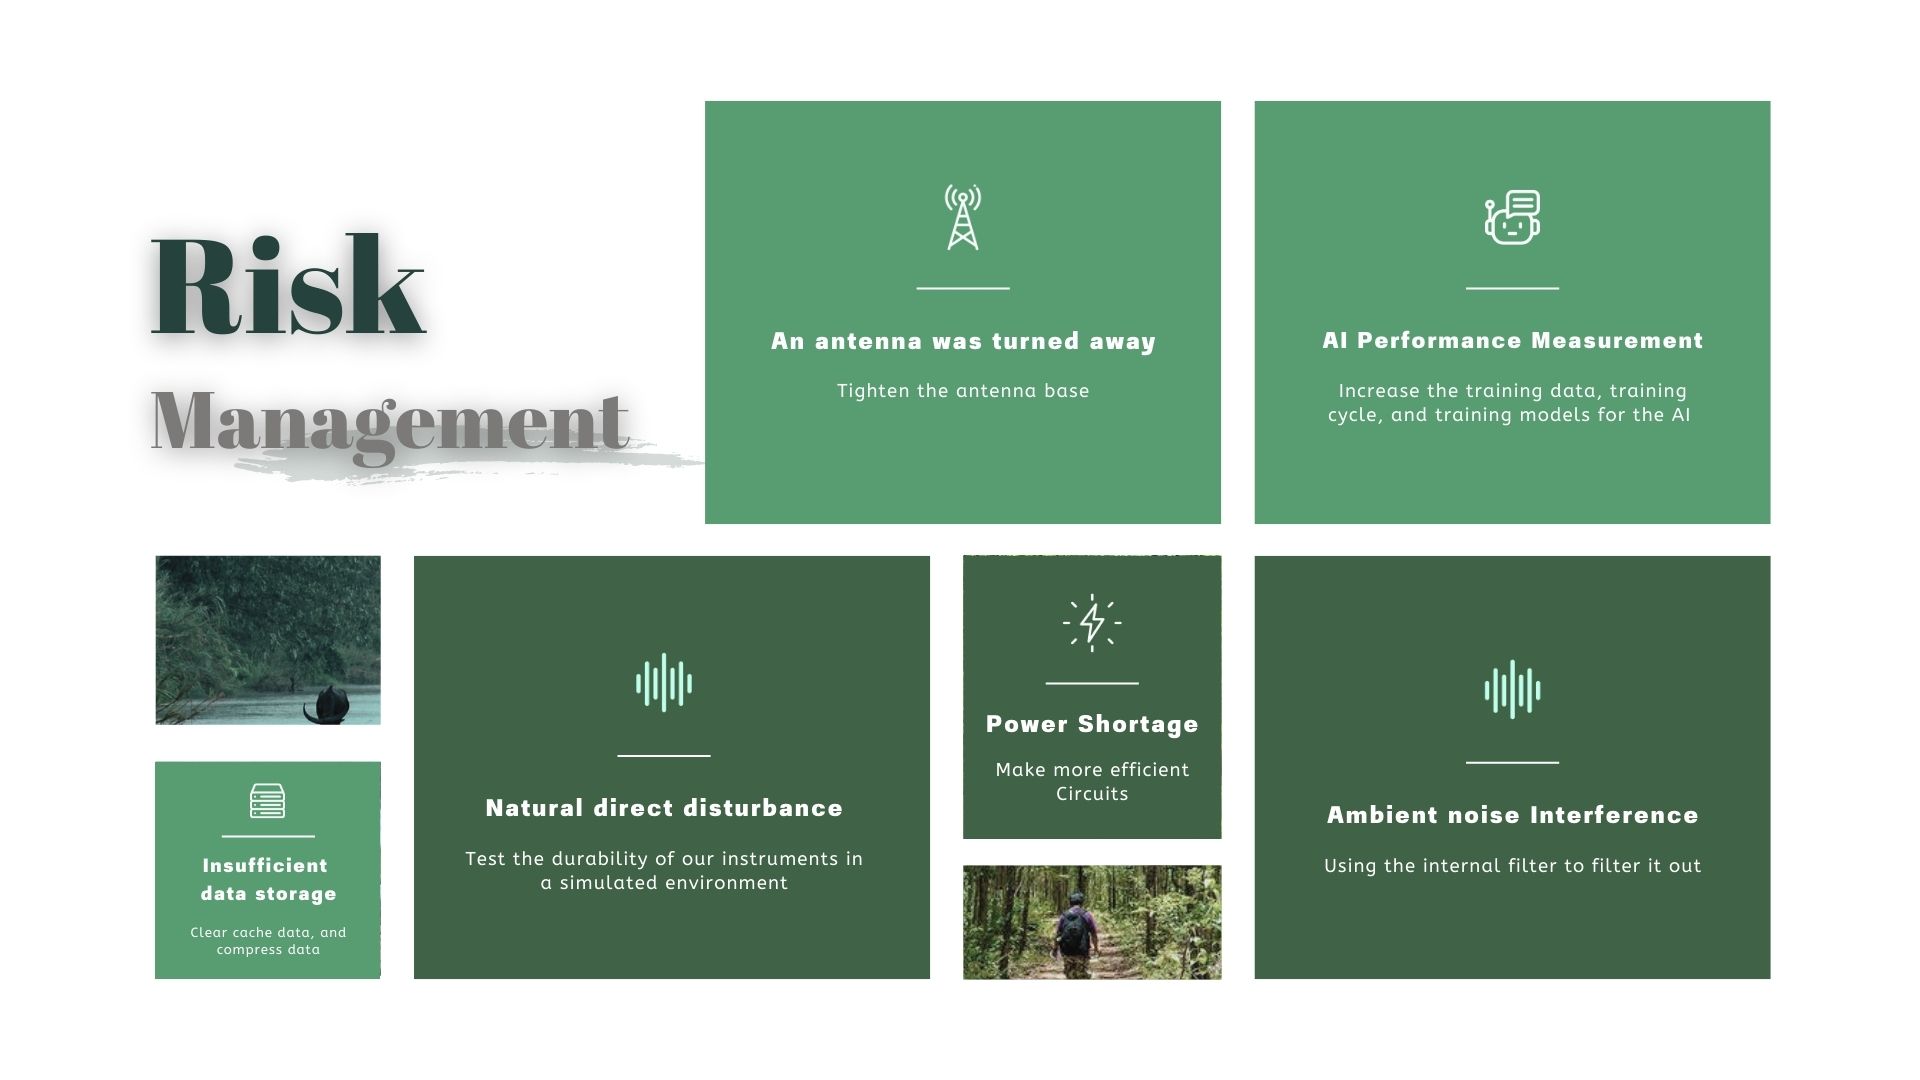 Risk
Management
An antenna was turned away
Tighten the antenna base
AI Performance Measurement
Increase the training data, training
cycle, and training models for the AI
Insufficient
data storage
Clear cache data, and
compress data
Natural direct disturbance
Test the durability of our instruments in
a simulated environment
Power Shortage
Make more efficient
Circuits
Ambient noise Interference
Using the internal filter to filter it out